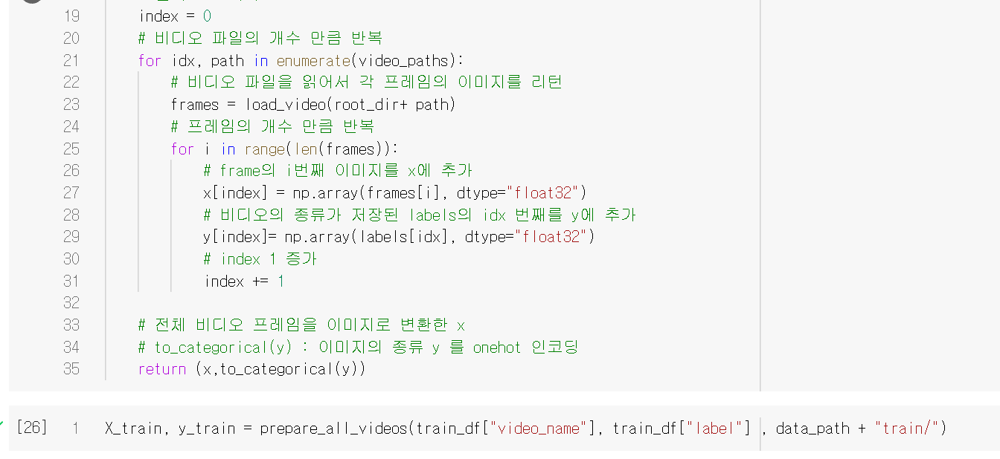 19 index = 0
20 # 비디오 파일의 개수 만큼 반복
21 for idx, path in enumerate(video_paths):
22 # 비디오 파일을 읽어서 각 프레임의 이미지를 리턴
23 frames = load_video(root_dir+ path)
24 # 프레임의 개수 만큼 반복
25 for i in range(len(frames)):
26 # frame의 i번째 이미지를 x에 추가
27 x[index] = np.array(frames[i], dtype="float32")
28 # 비디오의 종류가 저장된 labels의 idx 번째를 y에 추가
29 y[index]= np.array(labels[idx], dtype="float32")
30 # index 1 증가
31 index += 1
32
33 # 전체 비디오 프레임을 이미지로 변환한 x
34 # to_categorical(y) : 이미지의 종류 y 를 onehot 인코딩
35 return (x,to_categorical(y))
[26] 1 X_train, y_train = prepare_all_videos(train_df["video_name"], train_df["label"] , data_path + "train/")